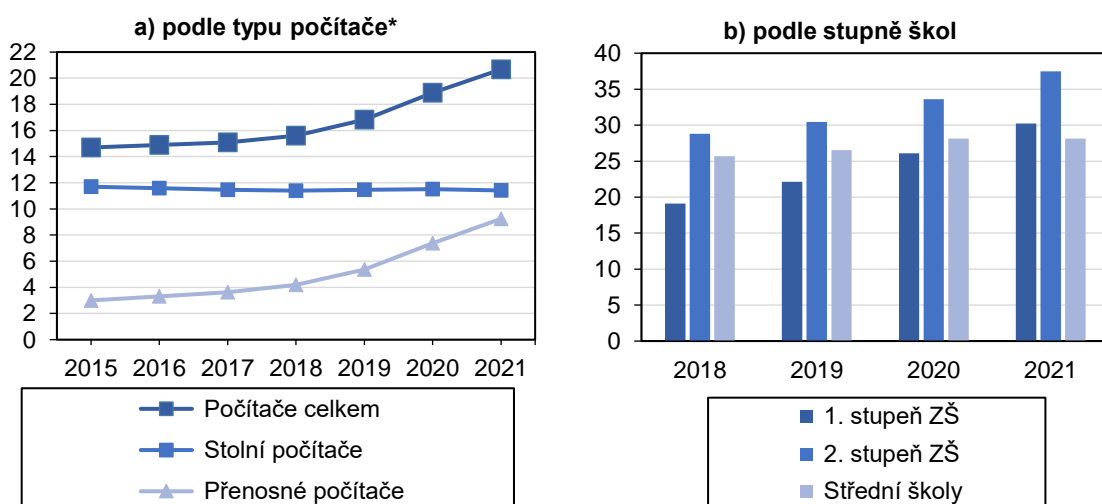 a) podle typu počítače*
22
20
18
16
14
12
10
8
6
4
2
0
2015 2016 2017 2018 2019 2020 2021
Počítače celkem
Stolní počítače
Přenosné počítače
b) podle stupně škol
40
35
30
25
20
15
10
5
0
2018 2019 2020 2021
1. stupeň ZŠ
2. stupeň ZŠ
Střední školy